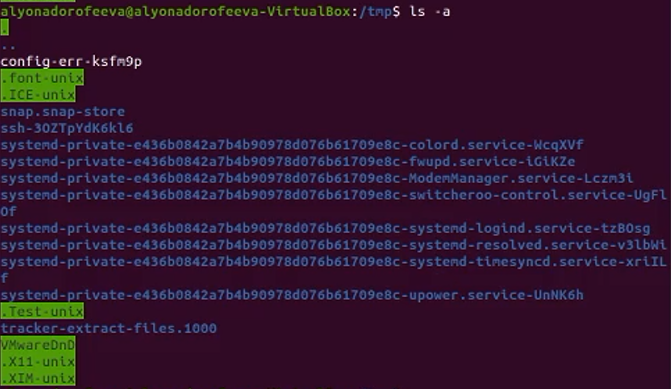 alyonadorofeeva@alyonadorofeeva-VirtualBox:/tmp$ ls -a
.
..
config-err-ksfm9p
.font-unix
.ICE-unix
snap.snap-store
ssh-3OZTpYdK6kl6
systemd-private-e436b0842a7b4b90978d076b61709e8c-colord.service-WcqXVf
systemd-private-e436b0842a7b4b90978d076b61709e8c-fwupd.service-iGiKZe
systemd-private-e436b0842a7b4b90978d076b61709e8c-ModemManager.service-Lczm3i
systemd-private-e436b0842a7b4b90978d076b61709e8c-switcheroo-control.service-UgFl
Of
systemd-private-e436b0842a7b4b90978d076b61709e8c-systemd-logind.service-tzBOsg
systemd-private-e436b0842a7b4b90978d076b61709e8c-systemd-resolved.service-v3lbWi
systemd-private-e436b0842a7b4b90978d076b61709e8c-systemd-timesyncd.service-xriIL
f
systemd-private-e436b0842a7b4b90978d076b61709e8c-upower.service-UnNK6h
.Test-unix
tracker-extract-files.1000
VMwareDnD
.X11-unix
.XIM-unix